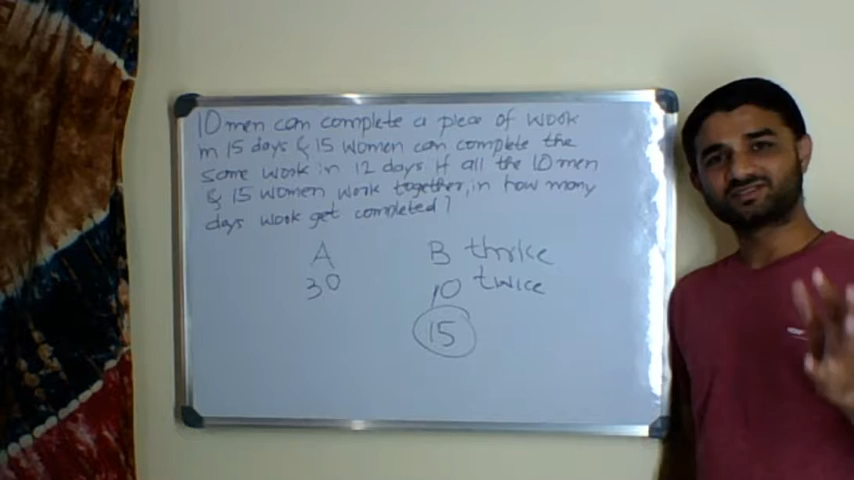 10 men can complete a piece of wook
in 15 days & 15 women can complete the
same work in 12 days If all the 10 men
& 15 women work together, in how many
days wook get completed?
A B thrice
30 10 twice
15